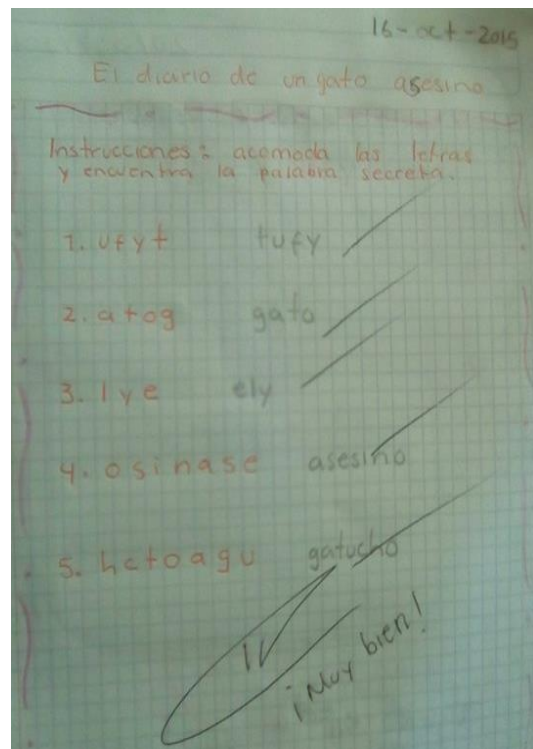 16-oct-2015
El diario de un gato asesino
Instrucciones: acomoda las letras
y encuentra la palabra secreta.
1. ufyt tufy
2. atog gato
3. lye ely
4. osinase asesino
5. hctoagu gatucho
¡Muy bien!